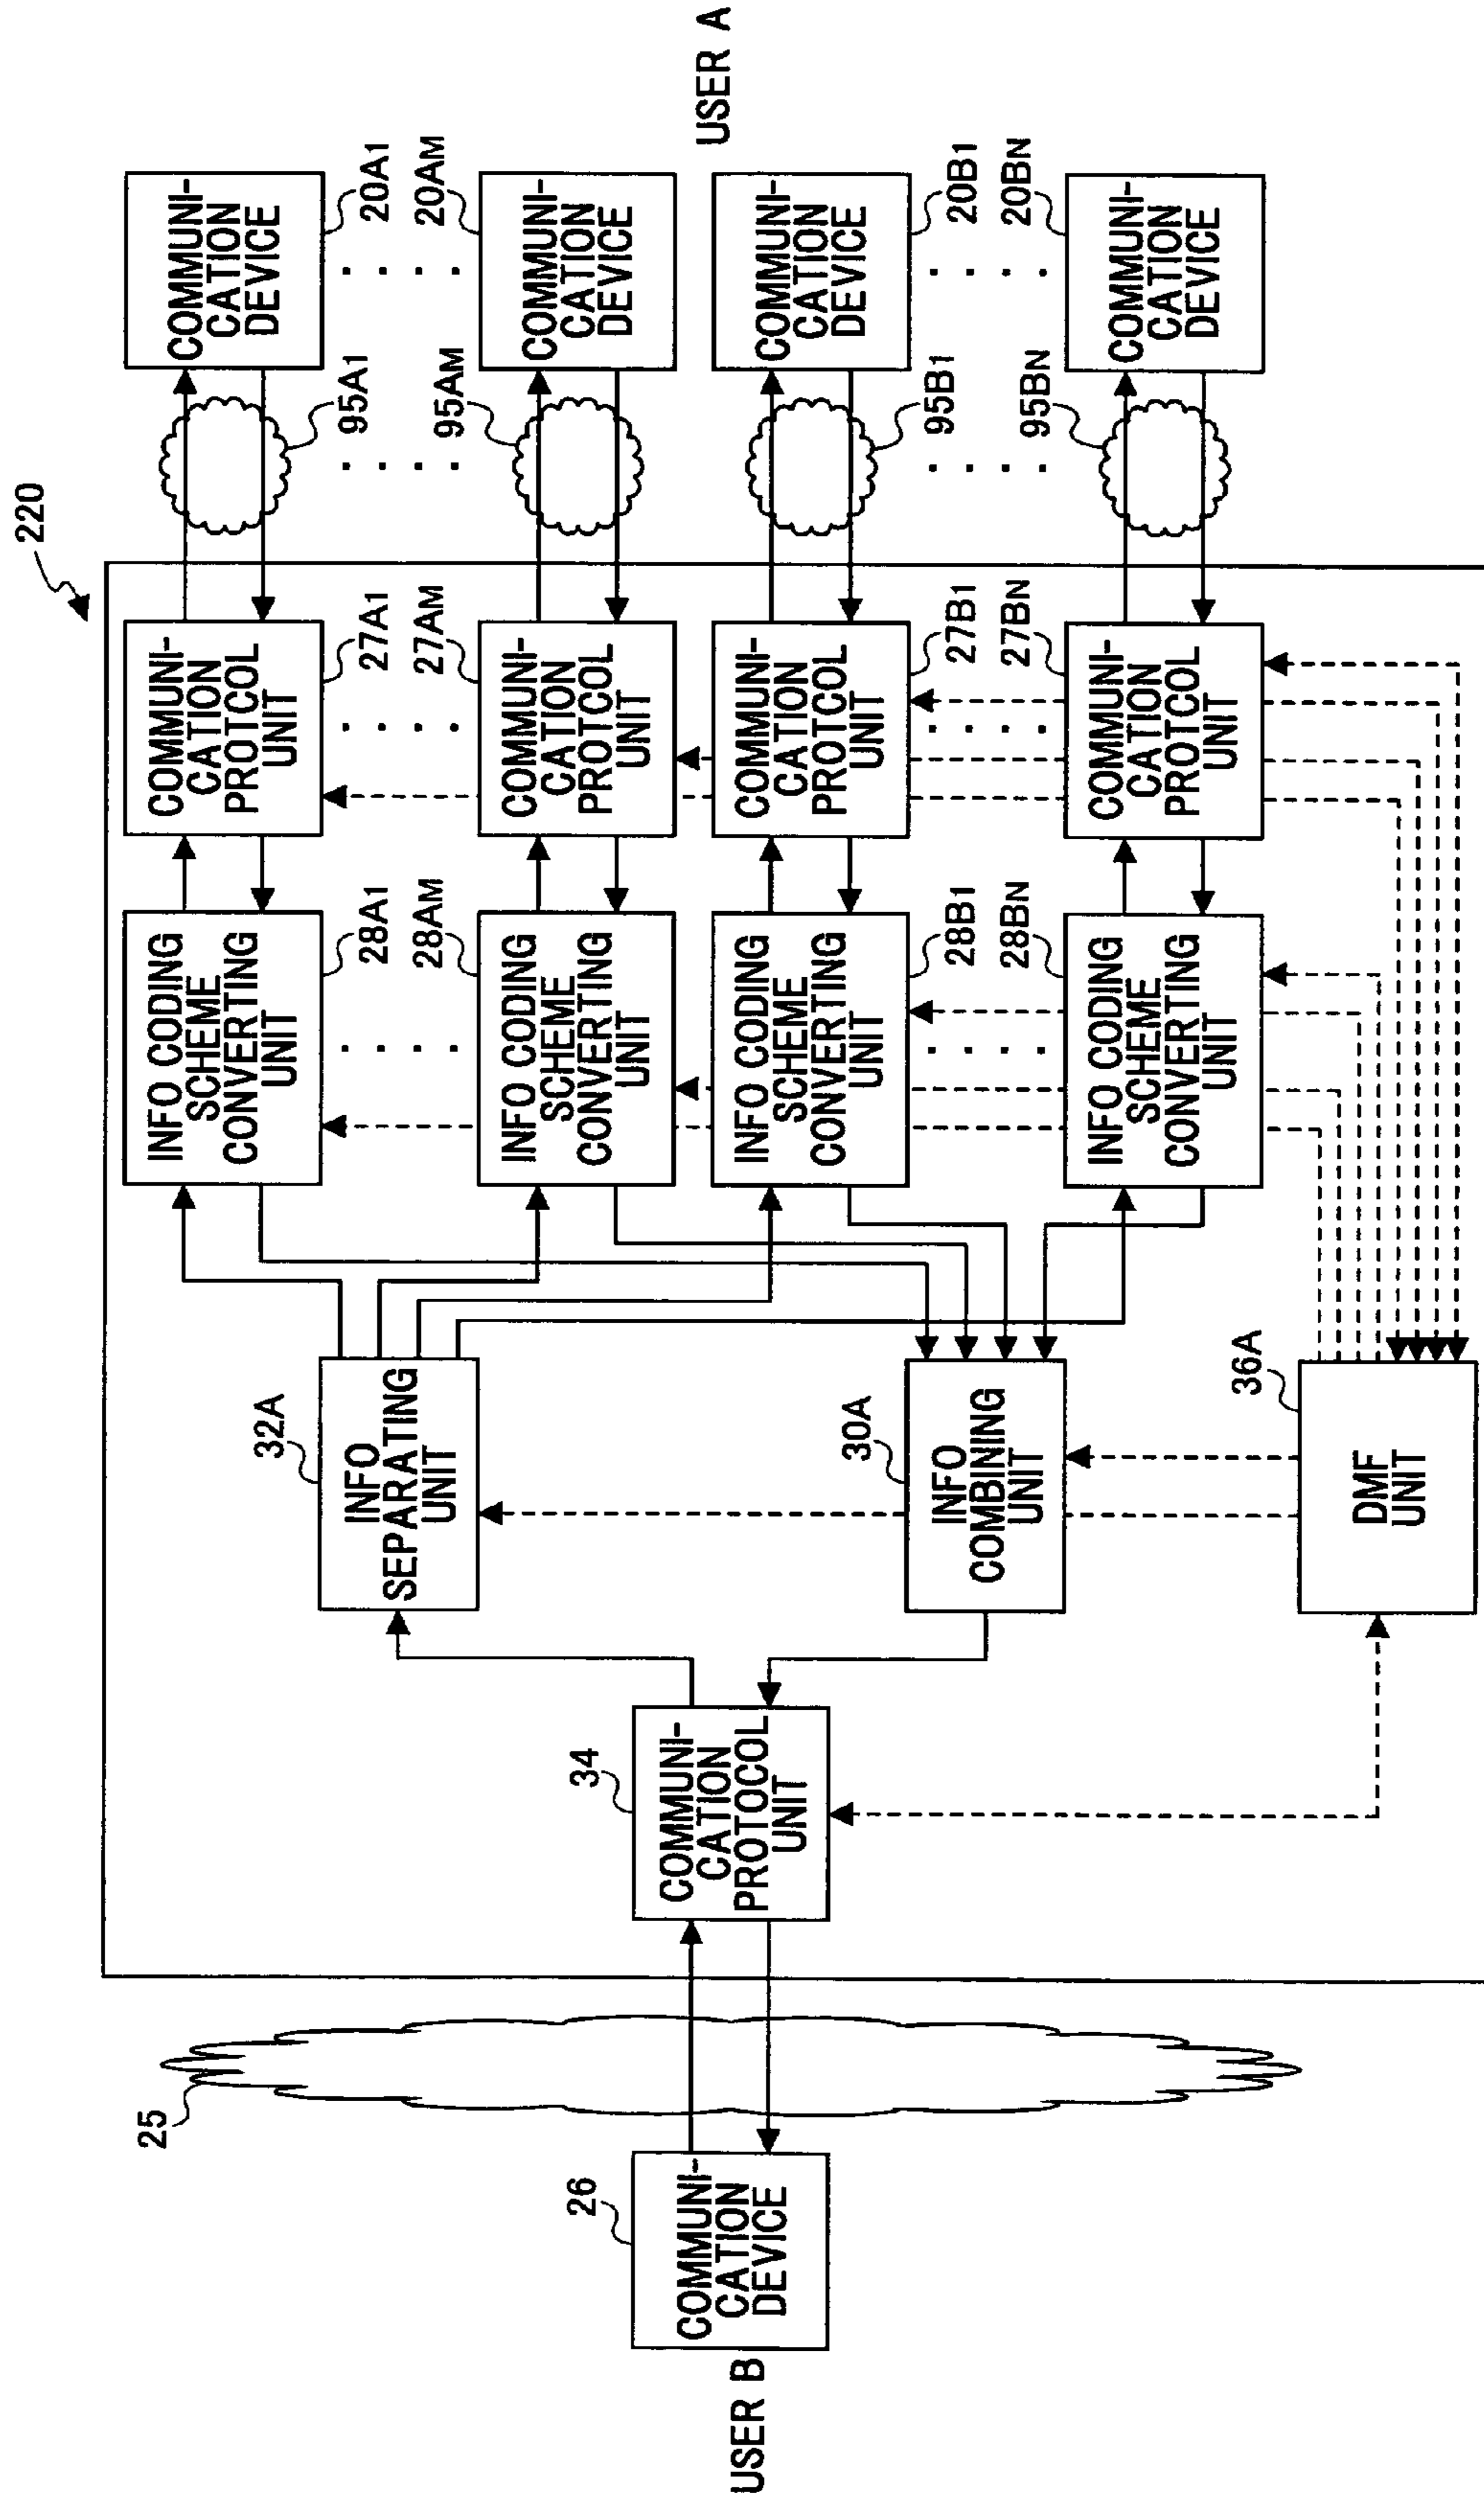 220
COMMUNI-
CATION
DEVICE
20A1
COMMUNI-
CATION
DEVICE
20AM
COMMUNI-
CATION
DEVICE
20B1
COMMUNI-
CATION
DEVICE
20BN
USER A
95A1
95AM
95B1
95BN
COMMUNI-
CATION
PROTCOL
UNIT
27A1
COMMUNI-
CATION
PROTCOL
UNIT
27AM
COMMUNI-
CATION
PROTCOL
UNIT
27B1
COMMUNI-
CATION
PROTCOL
UNIT
27BN
INFO CODING
SCHEME
CONVERTING
UNIT
28A1
INFO CODING
SCHEME
CONVERTING
UNIT
28AM
INFO CODING
SCHEME
CONVERTING
UNIT
28B1
INFO CODING
SCHEME
CONVERTING
UNIT
28BN
32A
INFO
SEPARATING
UNIT
30A
INFO
COMBINING
UNIT
36A
DMF
UNIT
34
COMMUNI-
CATION
PROTOCOL
UNIT
25
26
COMMUNI-
CATION
DEVICE
USER B